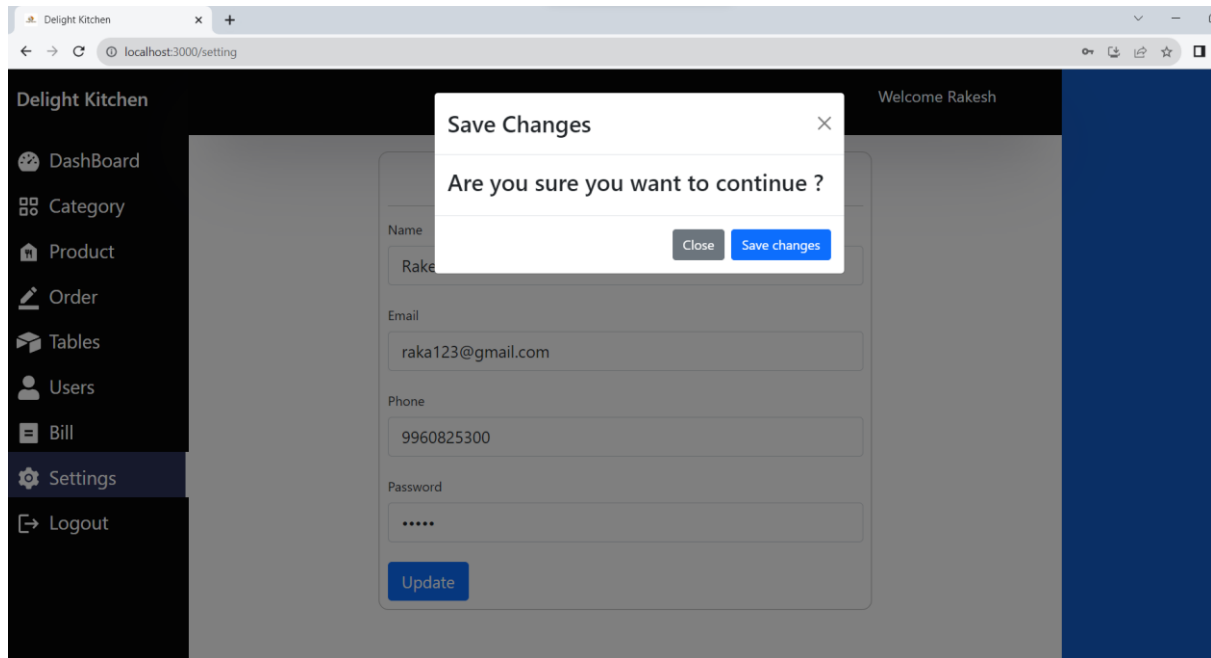 Delight Kitchen
localhost:3000/setting
Delight Kitchen
Welcome Rakesh
DashBoard
Category
Product
Order
Tables
Users
Bill
Settings
Logout
Save Changes
Are you sure you want to continue ?
Close Save changes
Name
Rake
Email
raka123@gmail.com
Phone
9960825300
Password
•••••
Update